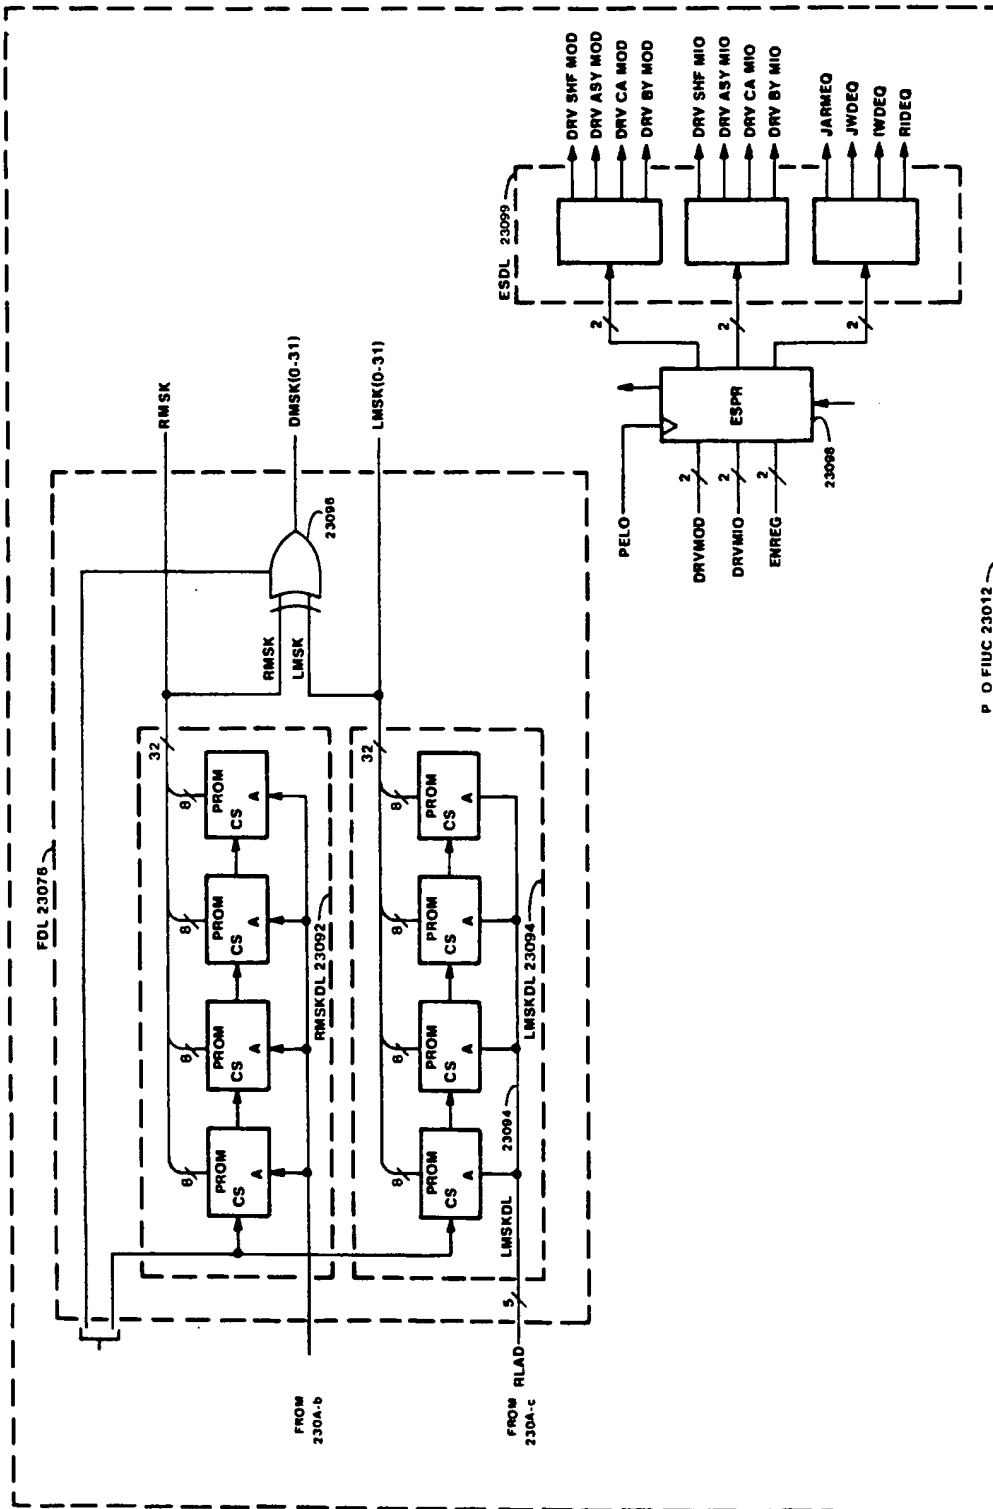 FDL 23076
RMSK
DMSK(0-31)
LMSK(0-31)
32
8
PROM
CS
A
8
PROM
CS
A
8
PROM
CS
A
8
PROM
CS
A
RMSKDL 23092
RMSK
LMSK
23096
32
8
PROM
CS
A
8
PROM
CS
A
8
PROM
CS
A
8
PROM
CS
A
LMSKDL 23094
23094
LMSKDL
5
FROM
230A-b
RLAD
FROM
230A-c
ESDL 23099
DRV SHF MOD
DRV ASY MOD
DRV CA MOD
DRV BY MOD
DRV SHF MIO
DRV ASY MIO
DRV CA MIO
DRV BY MIO
JARMEQ
JWDEQ
IWDEQ
RIDEQ
2
2
2
ESPR
23098
PELO
DRVMOD
2
DRVMIO
2
ENREG
2
P O FIUC 23012